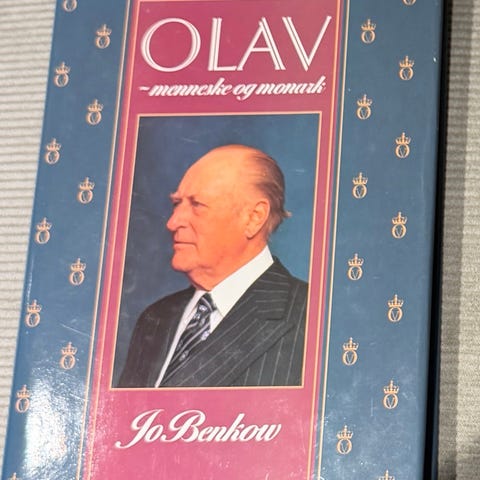 OLAV
- menneske og monark
Jo Benkow